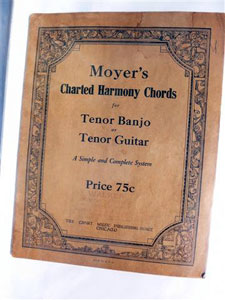 Moyer's
Charted Harmony Chords
for
Tenor Banjo
or
Tenor Guitar
A Simple and Complete System
Price 75c
CHICAGO